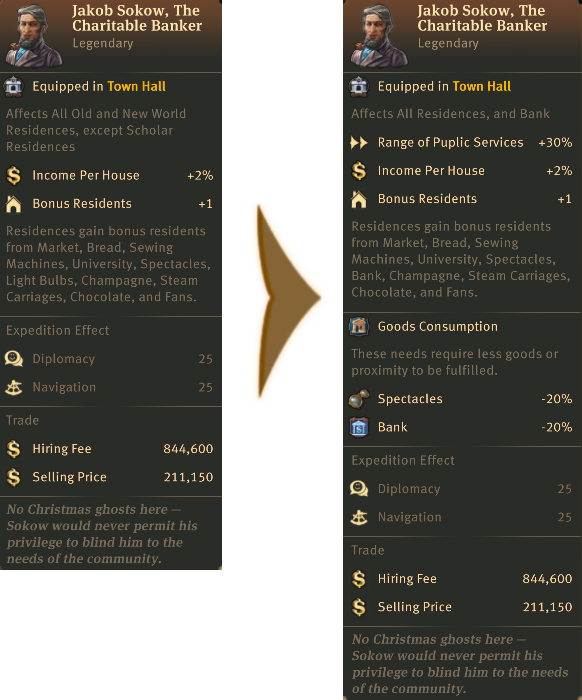 Jakob Sokow, The
Charitable Banker
Legendary
Equipped in Town Hall
Affects All Old and New World
Residences, except Scholar
Residences
Income Per House +2%
Bonus Residents +1
Residences gain bonus residents
from Market, Bread, Sewing
Machines, University, Spectacles,
Light Bulbs, Champagne, Steam
Carriages, Chocolate, and Fans.
Expedition Effect
Diplomacy 25
Navigation 25
Trade
Hiring Fee 844,600
Selling Price 211,150
No Christmas ghosts here —
Sokow would never permit his
privilege to blind him to the
needs of the community.
Jakob Sokow, The
Charitable Banker
Legendary
Equipped in Town Hall
Affects All Residences, and Bank
Range of Puplic Services +30%
Income Per House +2%
Bonus Residents +1
Residences gain bonus residents
from Market, Bread, Sewing
Machines, University, Spectacles,
Bank, Champagne, Steam Carriages,
Chocolate, and Fans.
Goods Consumption
These needs require less goods or
proximity to be fulfilled.
Spectacles -20%
Bank -20%
Expedition Effect
Diplomacy 25
Navigation 25
Trade
Hiring Fee 844,600
Selling Price 211,150
No Christmas ghosts here —
Sokow would never permit his
privilege to blind him to the needs
of the community.